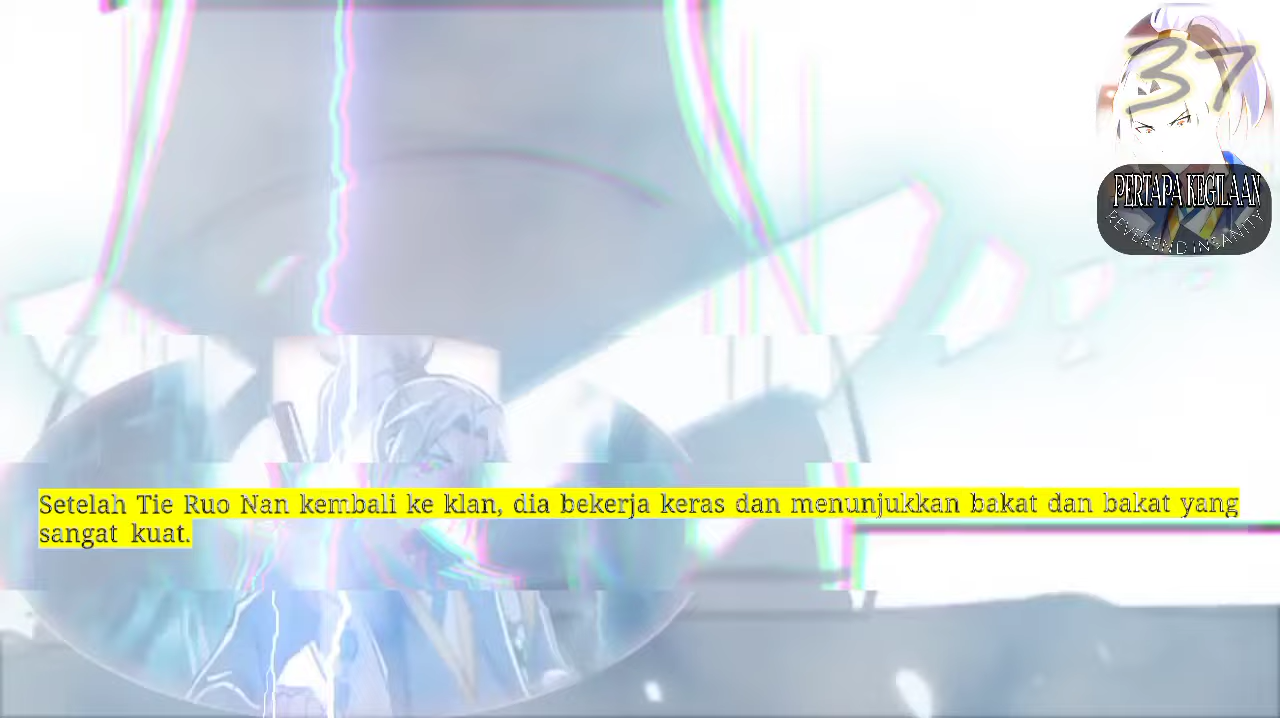 37
PERTAPA KEGILAAN
REVEREND INSANITY
Setelah Tie Ruo Nan kembali ke klan, dia bekerja keras dan menunjukkan bakat dan bakat yang
sangat kuat.